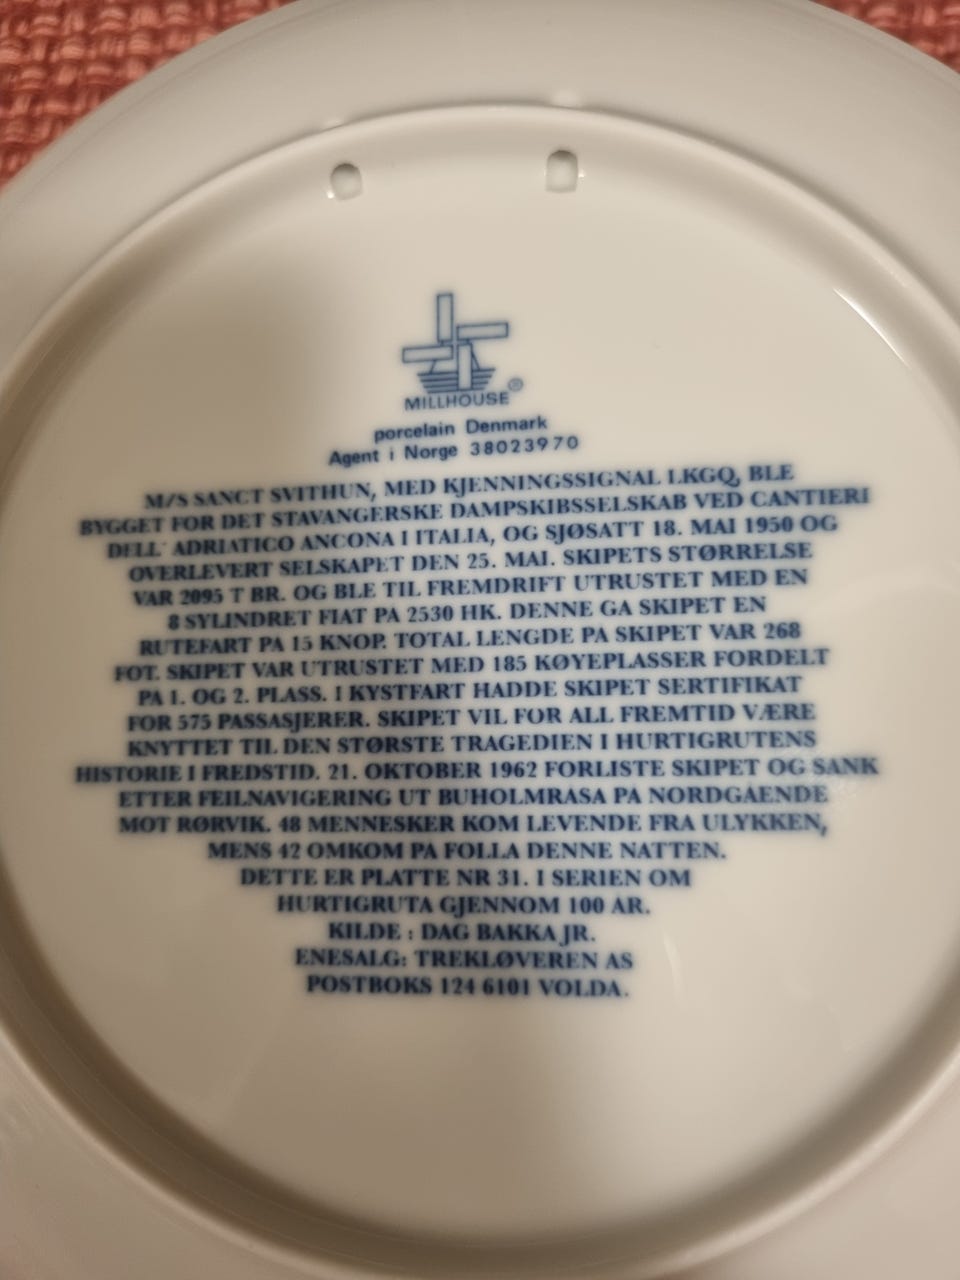 ®
MILLHOUSE
porcelain Denmark
Agent i Norge 38023970
M/S SANCT SVITHUN, MED KJENNINGSSIGNAL LKGQ, BLE
BYGGET FOR DET STAVANGERSKE DAMPSKIBSSELSKAB VED CANTIERI
DELL´ ADRIATICO ANCONA I ITALIA, OG SJØSATT 18. MAI 1950 OG
OVERLEVERT SELSKAPET DEN 25. MAI. SKIPETS STØRRELSE
VAR 2095 T BR. OG BLE TIL FREMDRIFT UTRUSTET MED EN
8 SYLINDRET FIAT PA 2530 HK. DENNE GA SKIPET EN
RUTEFART PA 15 KNOP. TOTAL LENGDE PA SKIPET VAR 268
FOT. SKIPET VAR UTRUSTET MED 185 KØYEPLASSER FORDELT
PA 1. OG 2. PLASS. I KYSTFART HADDE SKIPET SERTIFIKAT
FOR 575 PASSASJERER. SKIPET VIL FOR ALL FREMTID VÆRE
KNYTTET TIL DEN STØRSTE TRAGEDIEN I HURTIGRUTENS
HISTORIE I FREDSTID. 21. OKTOBER 1962 FORLISTE SKIPET OG SANK
ETTER FEILNAVIGERING UT BUHOLMRASA PA NORDGAENDE
MOT RØRVIK. 48 MENNESKER KOM LEVENDE FRA ULYKKEN,
MENS 42 OMKOM PA FOLLA DENNE NATTEN.
DETTE ER PLATTE NR 31. I SERIEN OM
HURTIGRUTA GJENNOM 100 AR.
KILDE : DAG BAKKA JR.
ENESALG: TREKLØVEREN AS
POSTBOKS 124 6101 VOLDA.